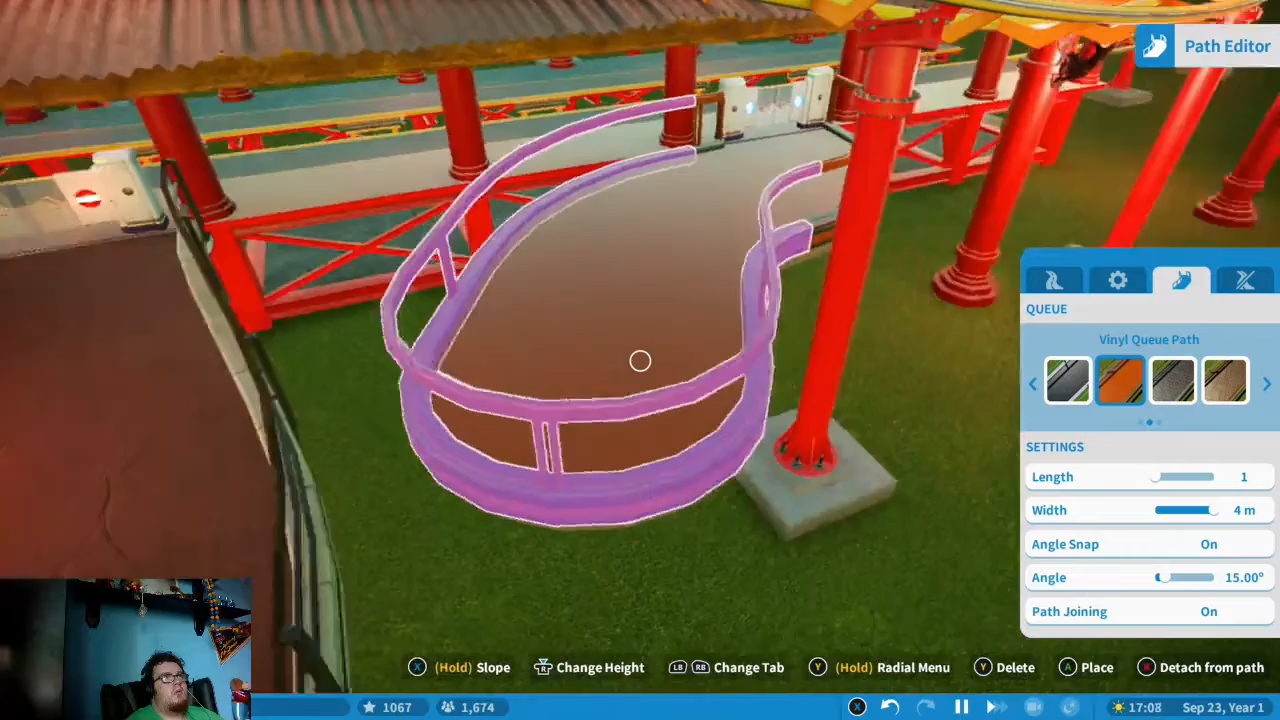 Path Editor
QUEUE
Vinyl Queue Path
SETTINGS
Length 1
Width 4 m
Angle Snap On
Angle 15.00°
Path Joining On
X (Hold) Slope R Change Height LB RB Change Tab Y (Hold) Radial Menu Y Delete A Place B Detach from path
1067 1,674 X 17:08 Sep 23, Year 1